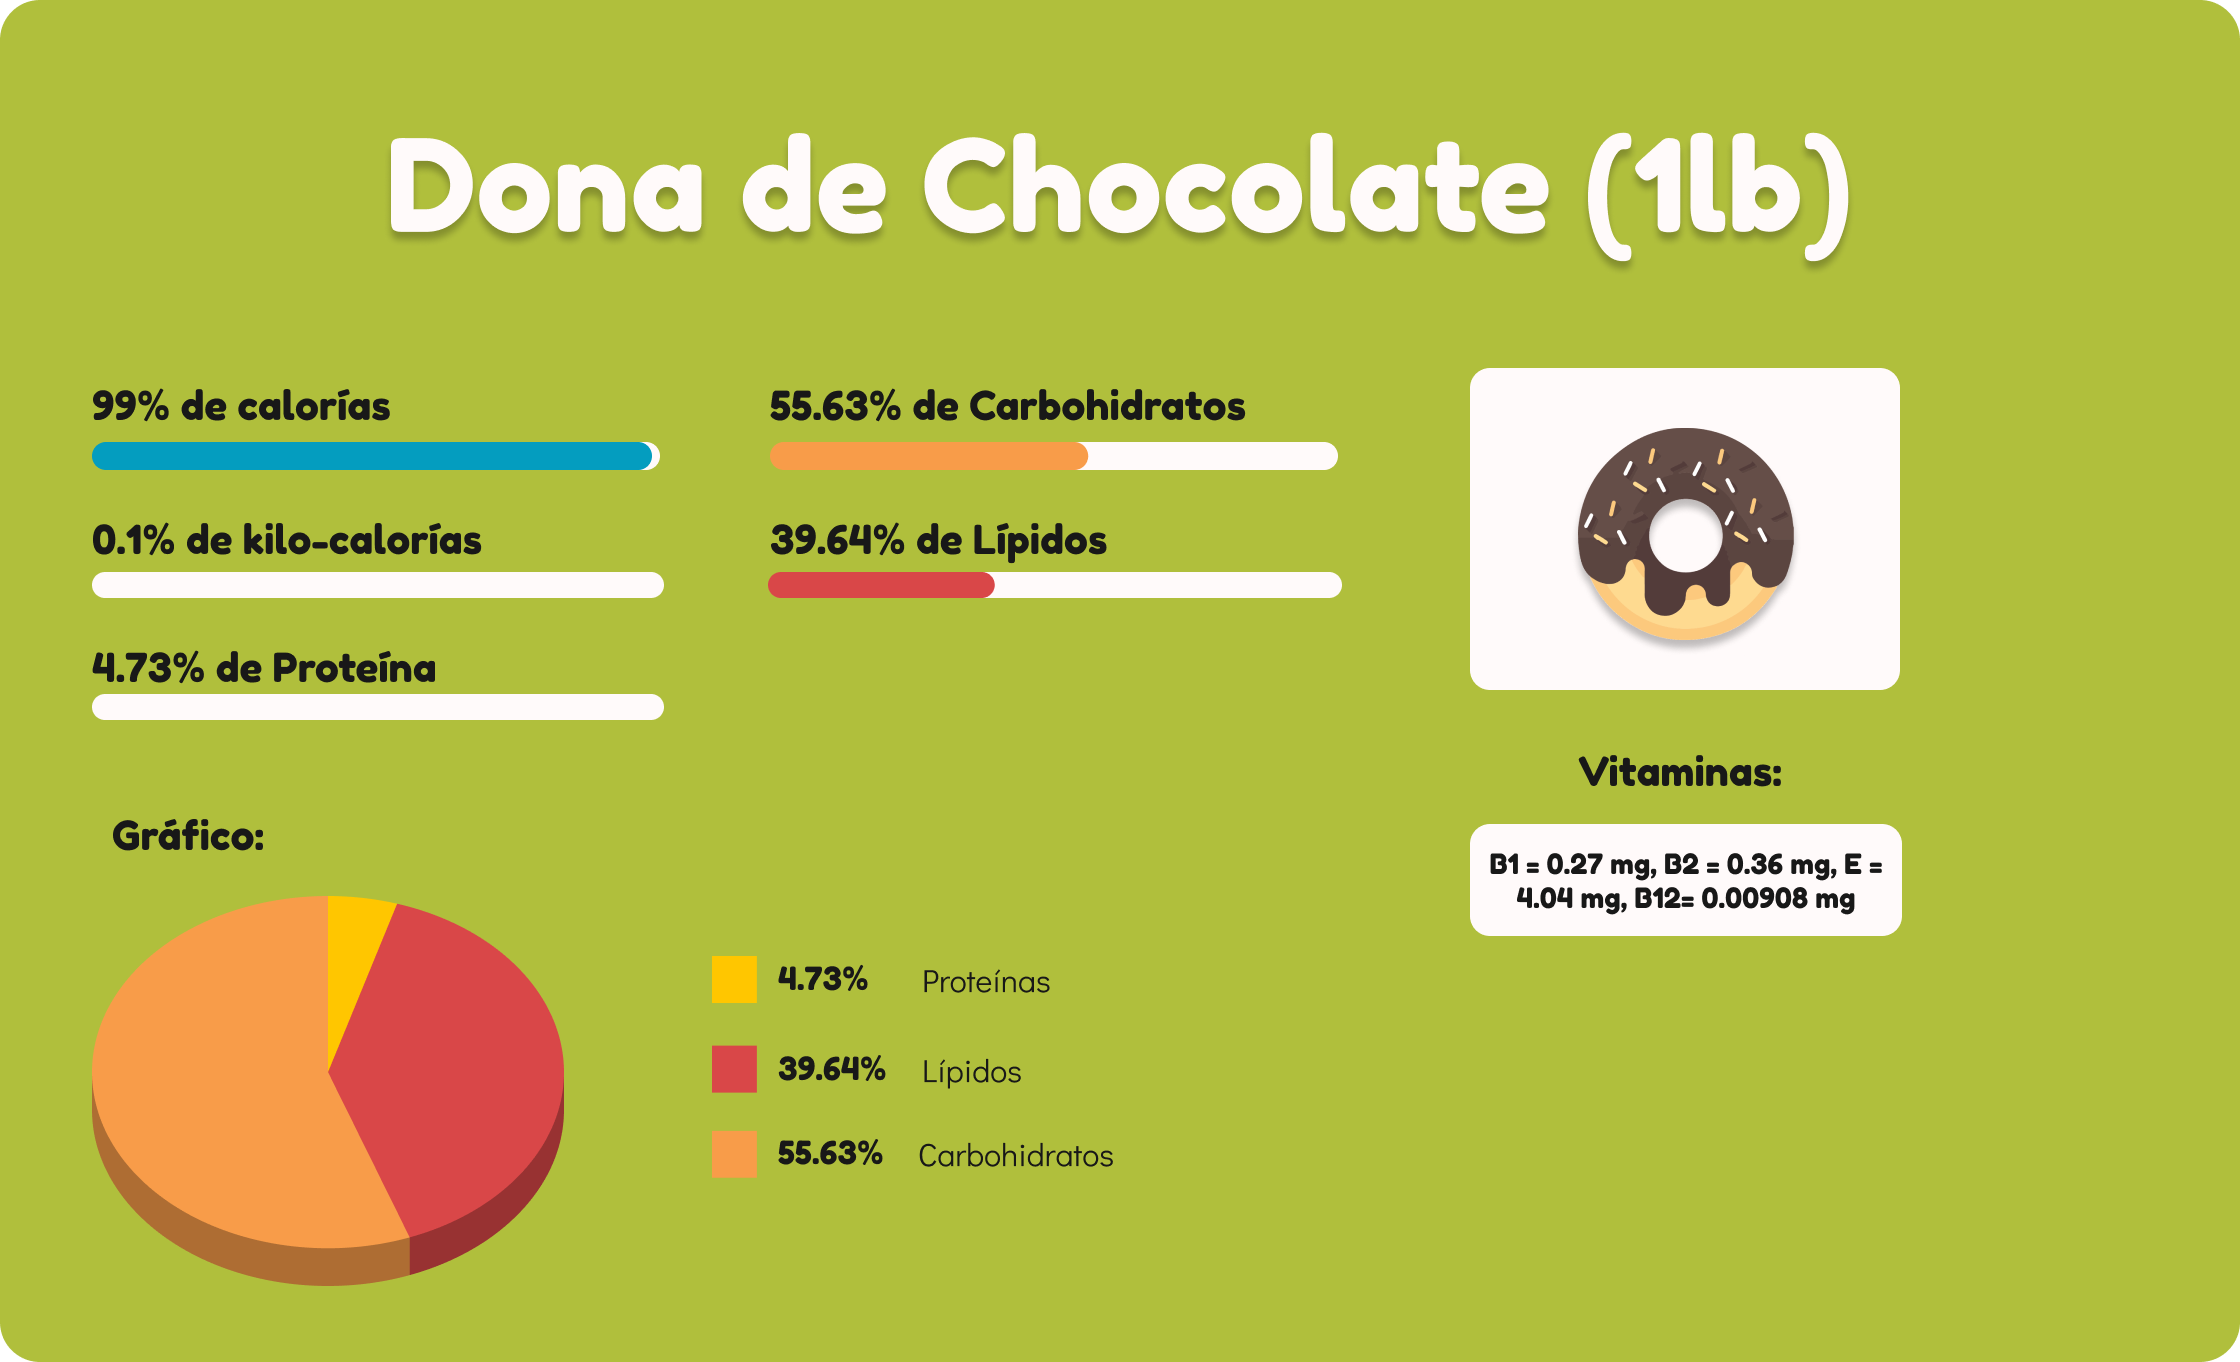 Dona de Chocolate (1lb)
99% de calorías
0.1% de kilo-calorías
4.73% de Proteína
55.63% de Carbohidratos
39.64% de Lípidos
Vitaminas:
B1 = 0.27 mg, B2 = 0.36 mg, E =
4.04 mg, B12= 0.00908 mg
Gráfico:
4.73% Proteínas
39.64% Lípidos
55.63% Carbohidratos